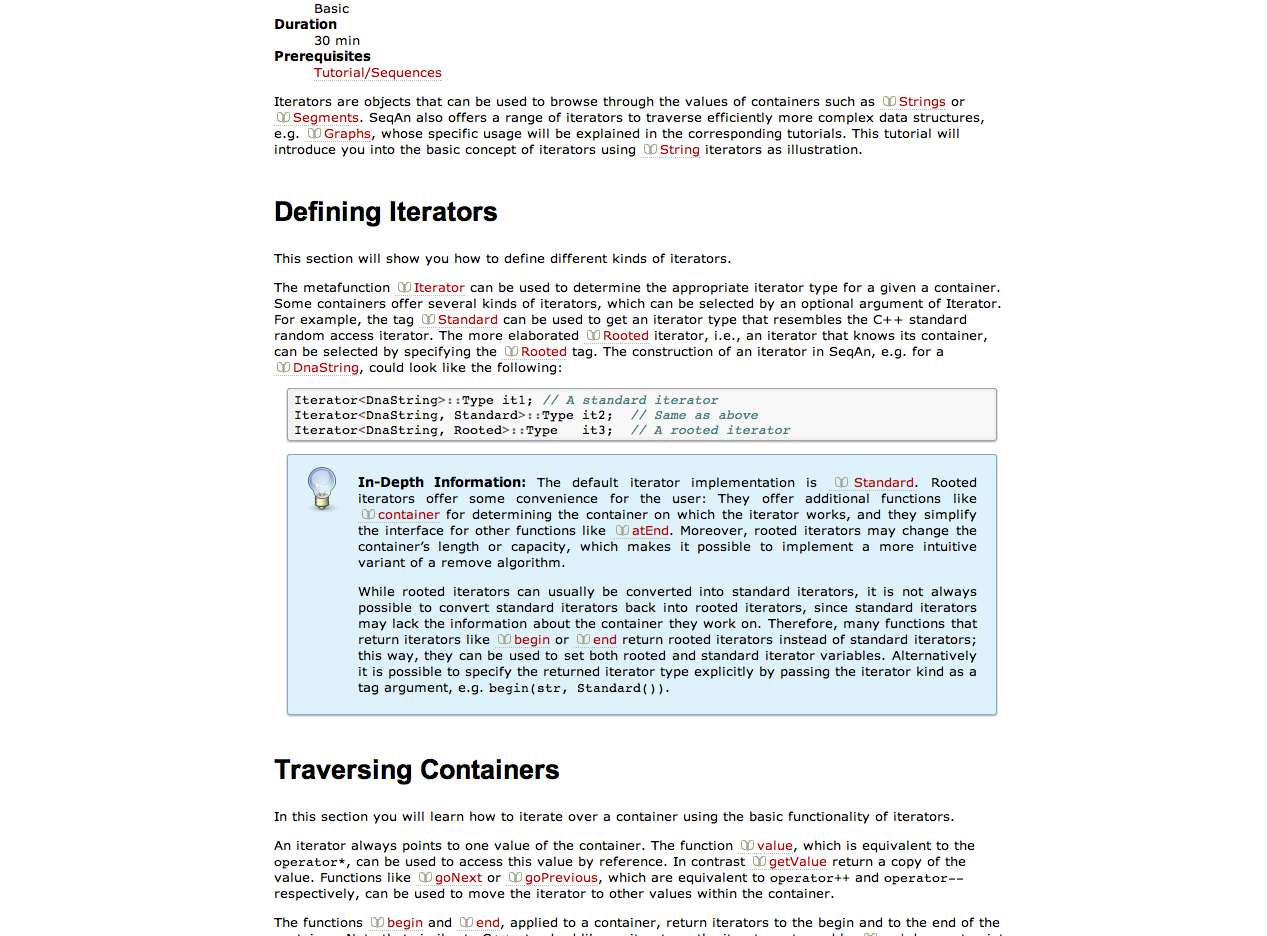 Basic
Duration
30 min
Prerequisites
Tutorial/Sequences
Iterators are objects that can be used to browse through the values of containers such as Strings or
Segments. SeqAn also offers a range of iterators to traverse efficiently more complex data structures,
e.g. Graphs, whose specific usage will be explained in the corresponding tutorials. This tutorial will
introduce you into the basic concept of iterators using String iterators as illustration.
Defining Iterators
This section will show you how to define different kinds of iterators.
The metafunction Iterator can be used to determine the appropriate iterator type for a given a container.
Some containers offer several kinds of iterators, which can be selected by an optional argument of Iterator.
For example, the tag Standard can be used to get an iterator type that resembles the C++ standard
random access iterator. The more elaborated Rooted iterator, i.e., an iterator that knows its container,
can be selected by specifying the Rooted tag. The construction of an iterator in SeqAn, e.g. for a
DnaString, could look like the following:
Iterator<DnaString>::Type it1; // A standard iterator
Iterator<DnaString, Standard>::Type it2;  // Same as above
Iterator<DnaString, Rooted>::Type   it3;  // A rooted iterator
In-Depth Information: The default iterator implementation is Standard. Rooted
iterators offer some convenience for the user: They offer additional functions like
container for determining the container on which the iterator works, and they simplify
the interface for other functions like atEnd. Moreover, rooted iterators may change the
container's length or capacity, which makes it possible to implement a more intuitive
variant of a remove algorithm.
While rooted iterators can usually be converted into standard iterators, it is not always
possible to convert standard iterators back into rooted iterators, since standard iterators
may lack the information about the container they work on. Therefore, many functions that
return iterators like begin or end return rooted iterators instead of standard iterators;
this way, they can be used to set both rooted and standard iterator variables. Alternatively
it is possible to specify the returned iterator type explicitly by passing the iterator kind as a
tag argument, e.g. begin(str, Standard()).
Traversing Containers
In this section you will learn how to iterate over a container using the basic functionality of iterators.
An iterator always points to one value of the container. The function value, which is equivalent to the
operator*, can be used to access this value by reference. In contrast getValue return a copy of the
value. Functions like goNext or goPrevious, which are equivalent to operator++ and operator--
respectively, can be used to move the iterator to other values within the container.
The functions begin and end, applied to a container, return iterators to the begin and to the end of the